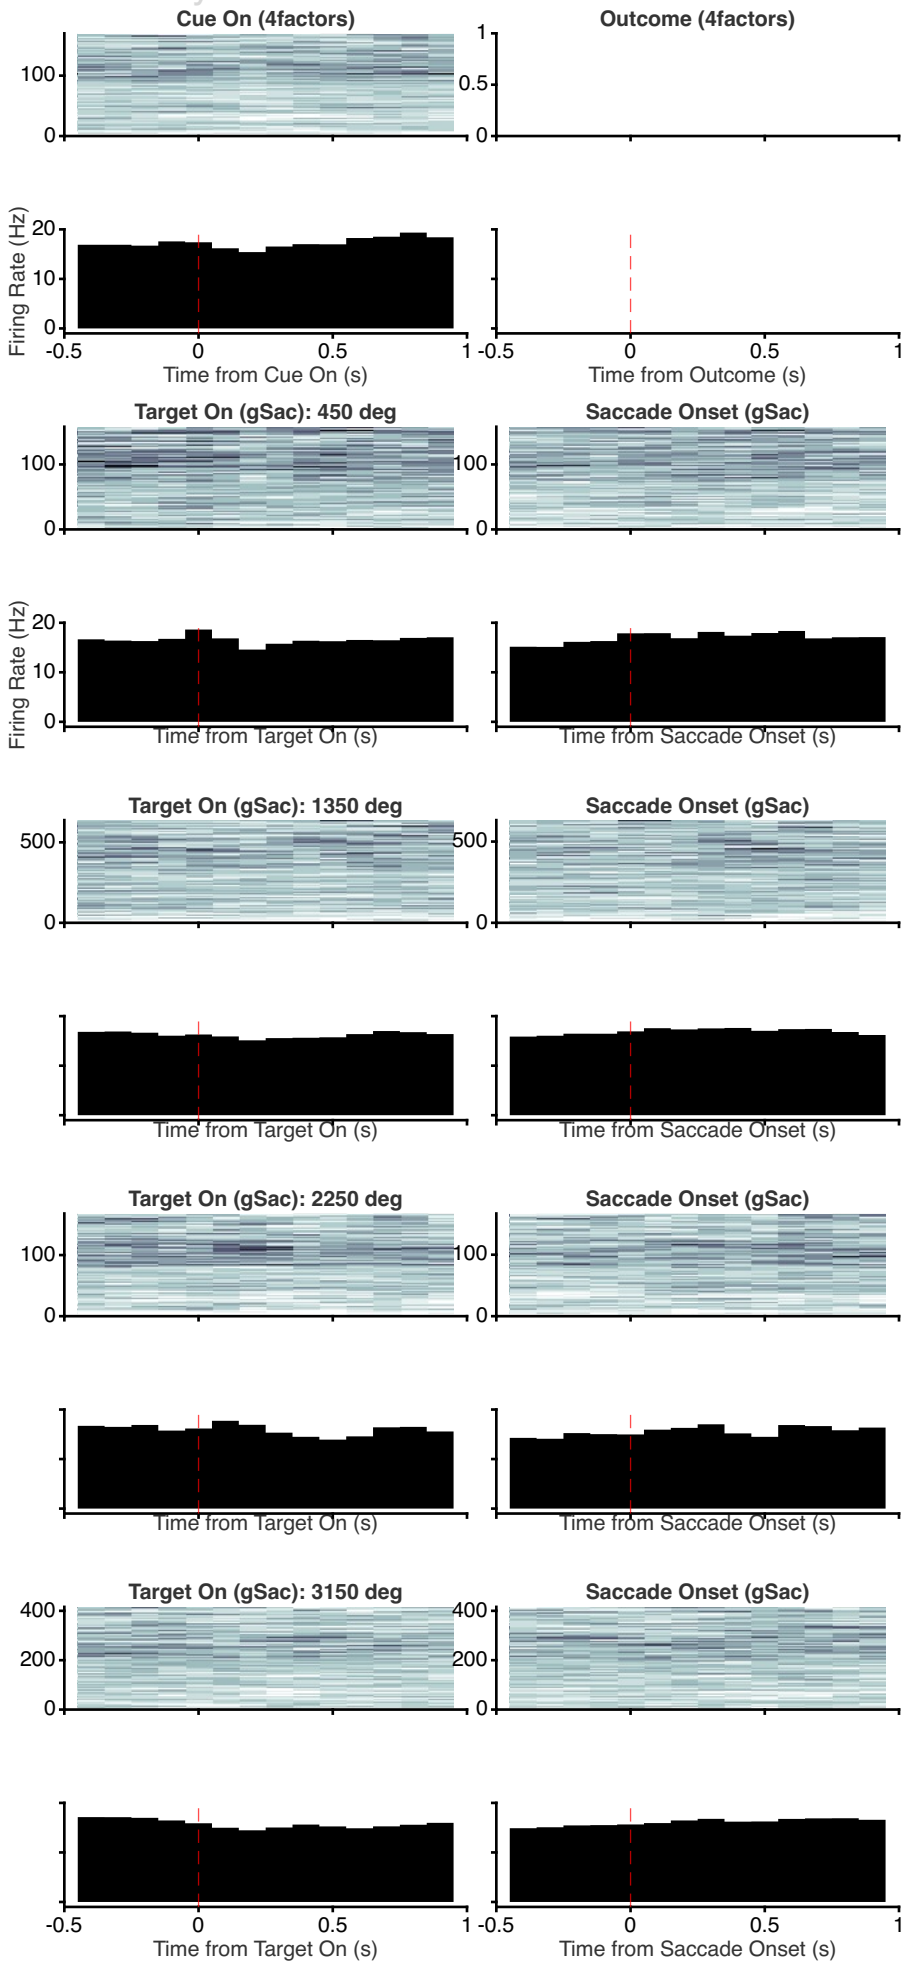 Cue On (4factors) Outcome (4factors)
100
0
1
0.5
0
Firing Rate (Hz)
20
10
0
-0.5 0 0.5 1 -0.5 0 0.5 1
Time from Cue On (s) Time from Outcome (s)
Target On (gSac): 450 deg Saccade Onset (gSac)
100 100
0 0
Firing Rate (Hz)
20
10
0
Time from Target On (s) Time from Saccade Onset (s)
Target On (gSac): 1350 deg Saccade Onset (gSac)
500 500
0 0
Time from Target On (s) Time from Saccade Onset (s)
Target On (gSac): 2250 deg Saccade Onset (gSac)
100 100
0 0
Time from Target On (s) Time from Saccade Onset (s)
Target On (gSac): 3150 deg Saccade Onset (gSac)
400 400
200 200
0 0
-0.5 0 0.5 1 -0.5 0 0.5 1
Time from Target On (s) Time from Saccade Onset (s)